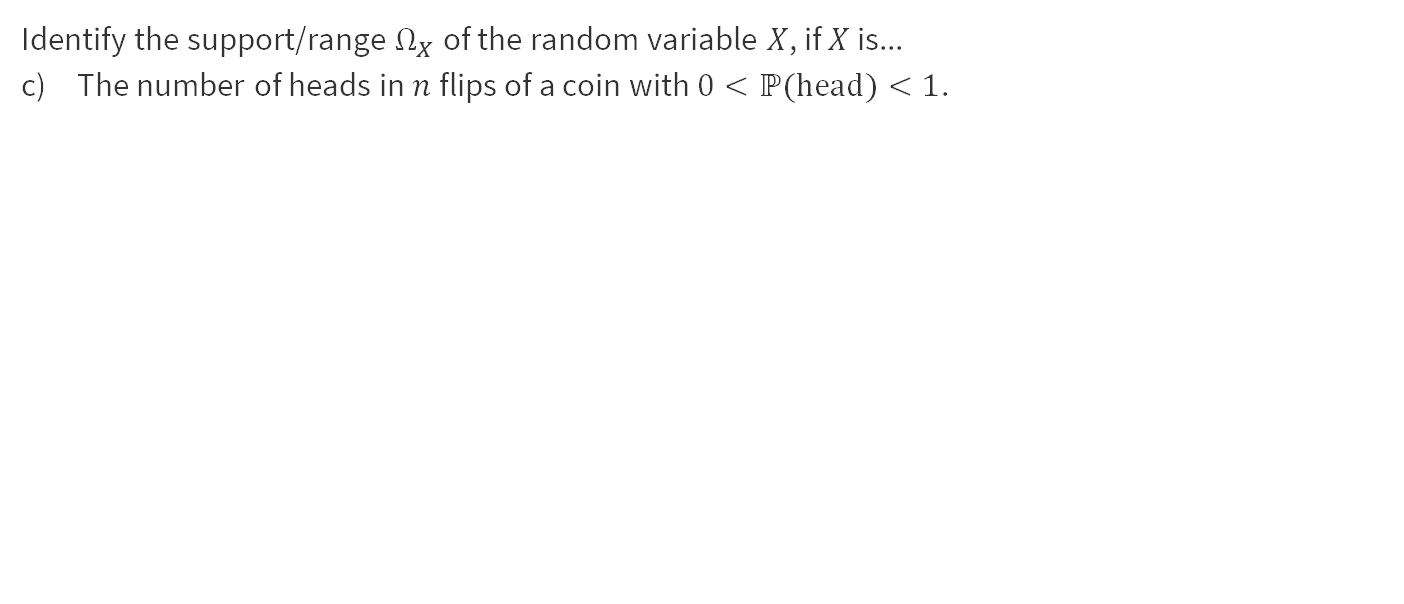 Identify the support/range Ω_X of the random variable X, if X is...
c) The number of heads in n flips of a coin with 0 < ℙ(head) < 1.